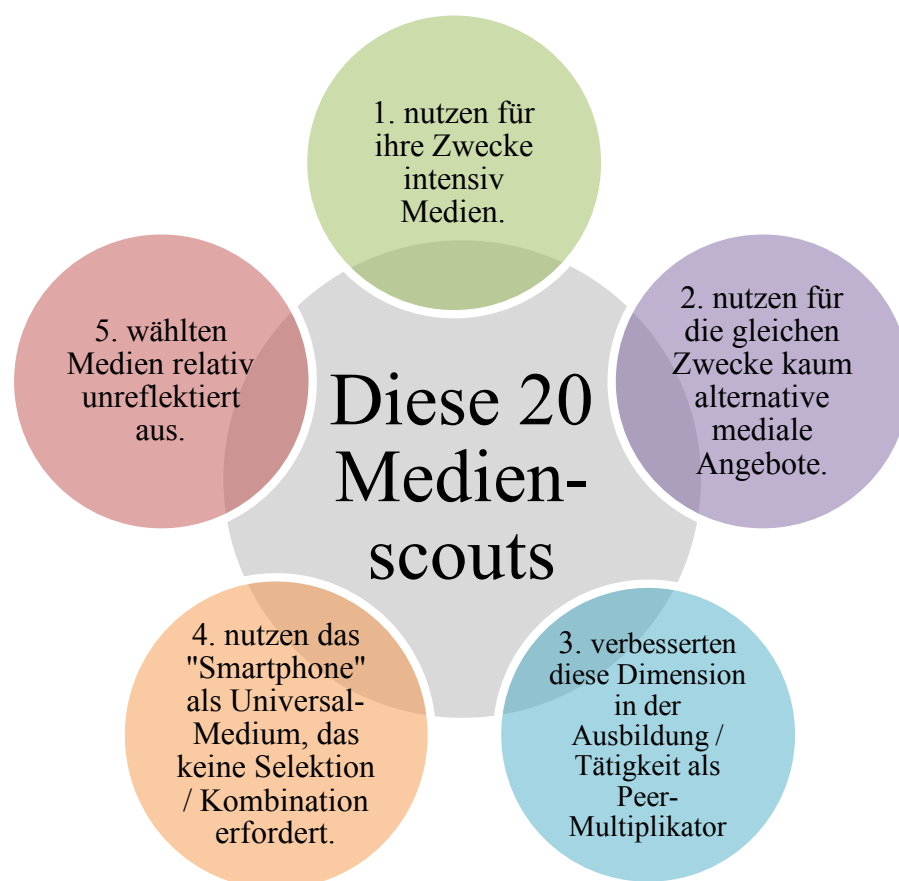 1. nutzen für
ihre Zwecke
intensiv
Medien.
2. nutzen für
die gleichen
Zwecke kaum
alternative
mediale
Angebote.
3. verbesserten
diese Dimension
in der
Ausbildung /
Tätigkeit als
Peer-
Multiplikator
4. nutzen das
"Smartphone"
als Universal-
Medium, das
keine Selektion
/ Kombination
erfordert.
5. wählten
Medien relativ
unreflektiert
aus.
Diese 20
Medien-
scouts